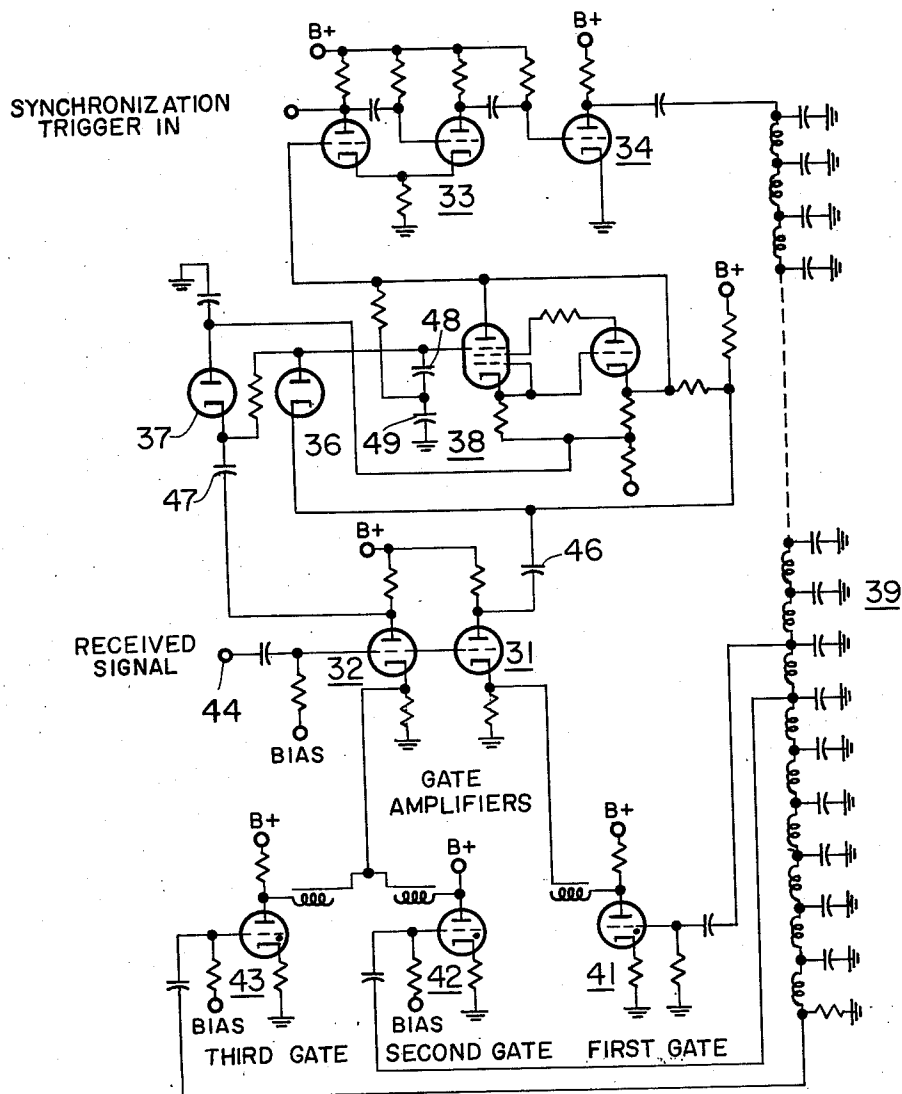 B+
B+
SYNCHRONIZATION
TRIGGER IN
33
34
B+
48
37
36
49
38
47
B+
46
39
RECEIVED
SIGNAL
32
31
44
BIAS
GATE
AMPLIFIERS
B+
B+
B+
43
42
41
BIAS
BIAS
THIRD GATE
SECOND GATE
FIRST GATE